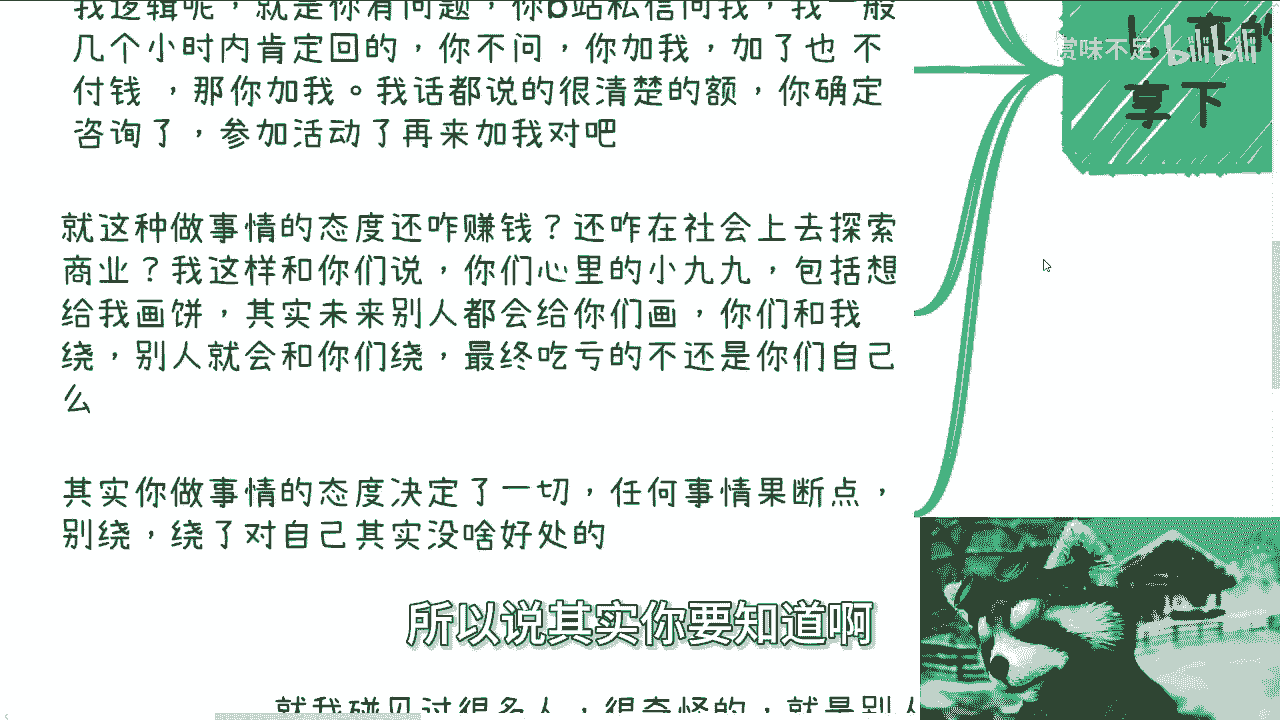 我逻辑呢，就是你有问题，你b站私信问我，我一般
几个小时内肯定回的，你不问，你加我，加了也 不
付钱 ，那你加我。我话都说的很清楚的额，你确定
咨询了，参加活动了再来加我对吧
就这种做事情的态度还咋赚钱？还咋在社会上去探索
商业？我这样和你们说，你们心里的小九九，包括想
给我画饼，其实未来别人都会给你们画，你们和我
绕，别人就会和你们绕，最终吃亏的不还是你们自己
么
其实你做事情的态度决定了一切，任何事情果断点，
别绕，绕了对自己其实没啥好处的
赏味不足 bilibili
享下
所以说其实你要知道啊
就我碰见过很多人，很奇怪的，就是别人